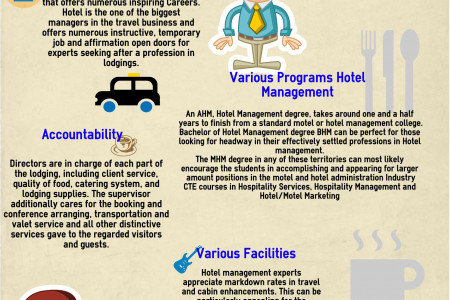 that offers numerous inspiring Careers.
Hotel is the one of the biggest
managers in the travel business and
offers numerous instructive, temporary
job and affirmation open doors for
experts seeking after a profession in
lodgings.
Various Programs Hotel
Management
An AHM, Hotel Management degree, takes around one and a half
years to finish from a standard motel or hotel management college.
Bachelor of Hotel Management degree BHM can be perfect for those
looking for headway in their effectively settled professions in Hotel
management.
The MHM degree in any of these territories can most likely
encourage the students in accomplishing and appearing for larger
amount positions in the motel and hotel administration Industry
CTE courses in Hospitality Services, Hospitality Management and
Hotel/Motel Marketing
Accountability
Directors are in charge of each part of
the lodging, including client service,
quality of food, catering system, and
lodging supplies. The supervisor
additionally cares for the booking and
conference arranging, transportation and
valet service and all other distinctive
services gave to the regarded visitors
and guests.
Various Facilities
Hotel management experts
appreciate markdown rates in travel
and cabin enhancements. This can be
particularly appealing for the